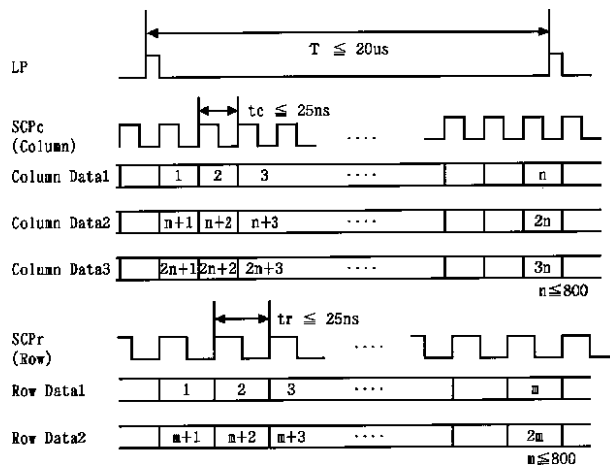 T ≦ 20us
LP
tc ≦ 25ns
SCPc
(Column)
....
Column Data1 1 2 3 .... n
Column Data2 n+1 n+2 n+3 .... 2n
Column Data3 2n+1 2n+2 2n+3 .... 3n
n≦800
tr ≦ 25ns
SCPr
(Row)
....
Row Data1 1 2 3 .... m
Row Data2 m+1 m+2 m+3 .... 2m
m≦800